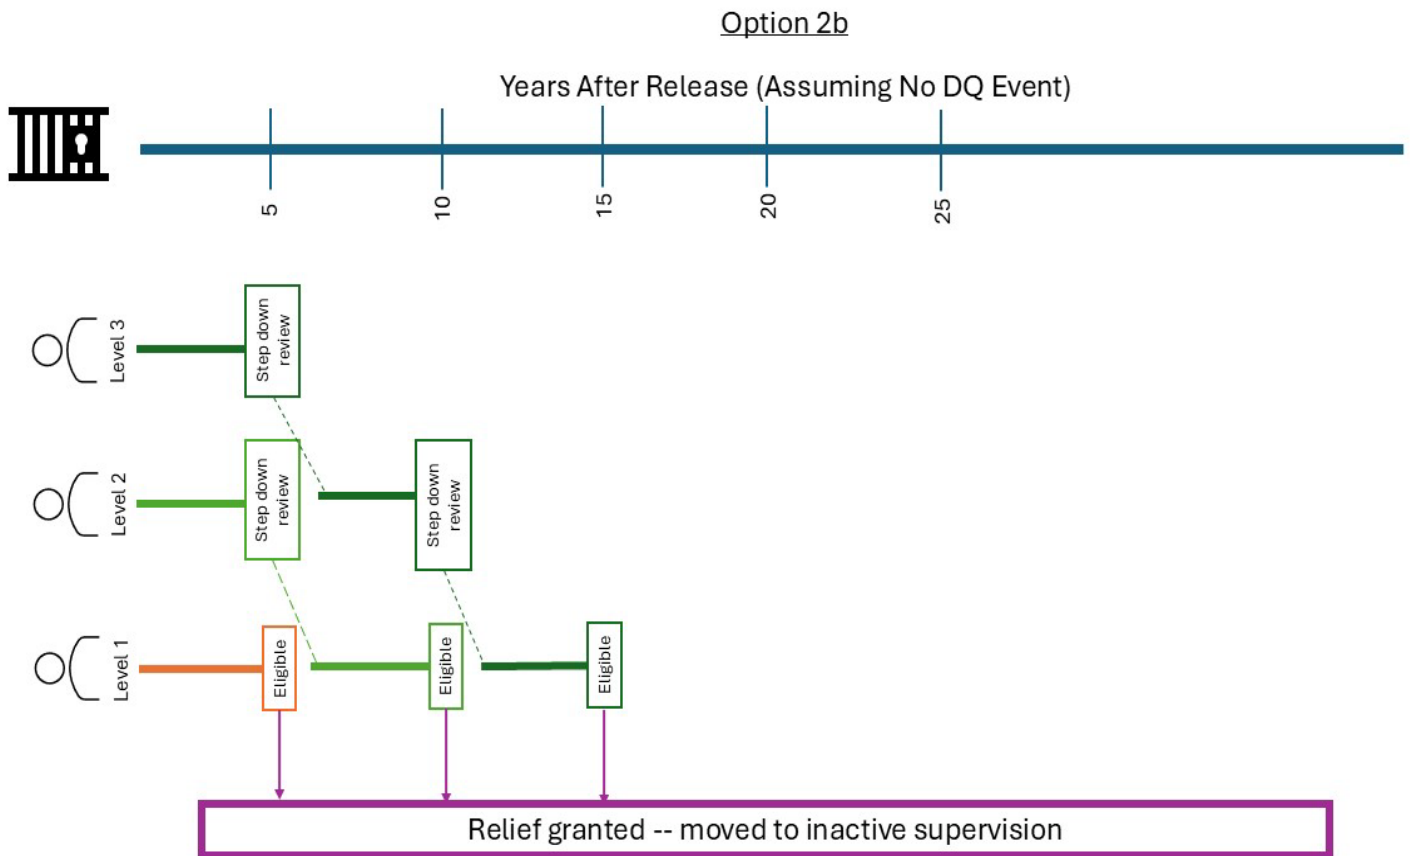 Option 2b
Years After Release (Assuming No DQ Event)
5
10
15
20
25
Level 3
Step down
review
Level 2
Step down
review
Step down
review
Level 1
Eligible
Eligible
Eligible
Relief granted -- moved to inactive supervision